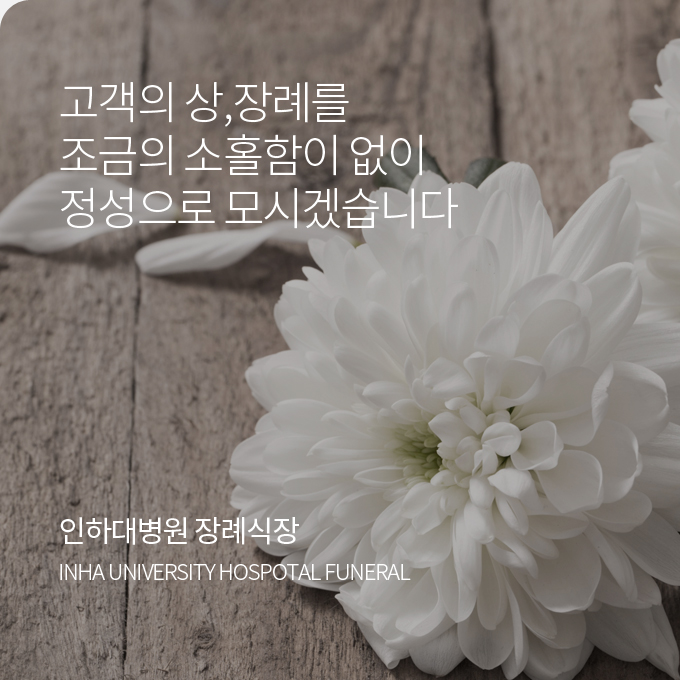 고객의 상,장례를
조금의 소홀함이 없이
정성으로 모시겠습니다
인하대병원 장례식장
INHA UNIVERSITY HOSPOTAL FUNERAL